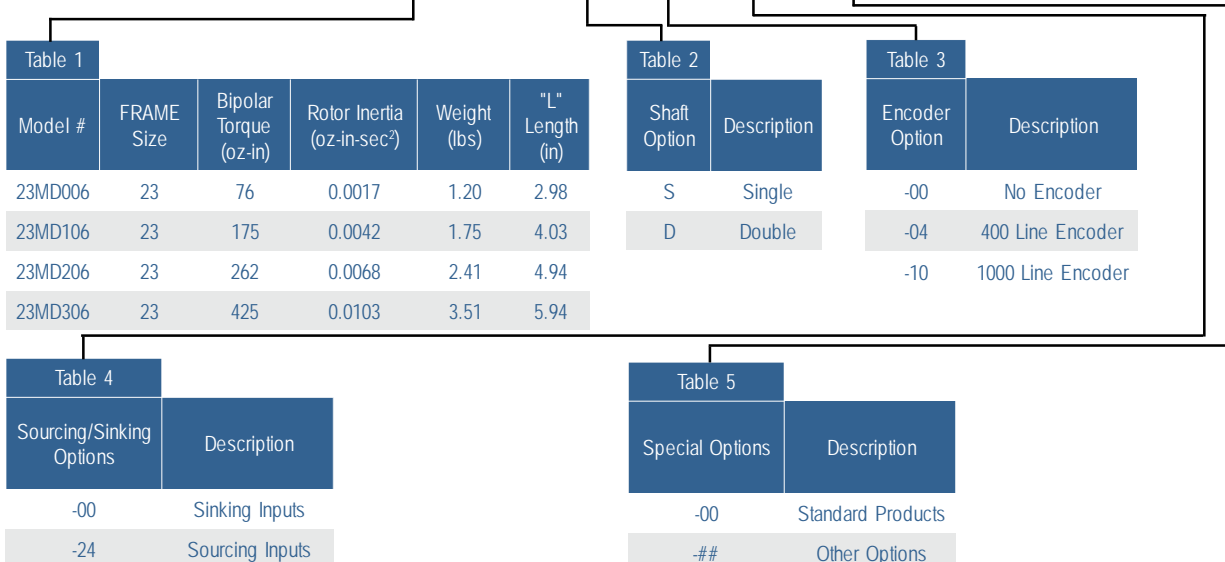 Table 1
Model # FRAME Size Bipolar Torque (oz-in) Rotor Inertia (oz-in-sec²) Weight (lbs) "L" Length (in)
23MD006 23 76 0.0017 1.20 2.98
23MD106 23 175 0.0042 1.75 4.03
23MD206 23 262 0.0068 2.41 4.94
23MD306 23 425 0.0103 3.51 5.94
Table 2
Shaft Option Description
S Single
D Double
Table 3
Encoder Option Description
-00 No Encoder
-04 400 Line Encoder
-10 1000 Line Encoder
Table 4
Sourcing/Sinking Options Description
-00 Sinking Inputs
-24 Sourcing Inputs
Table 5
Special Options Description
-00 Standard Products
-## Other Options